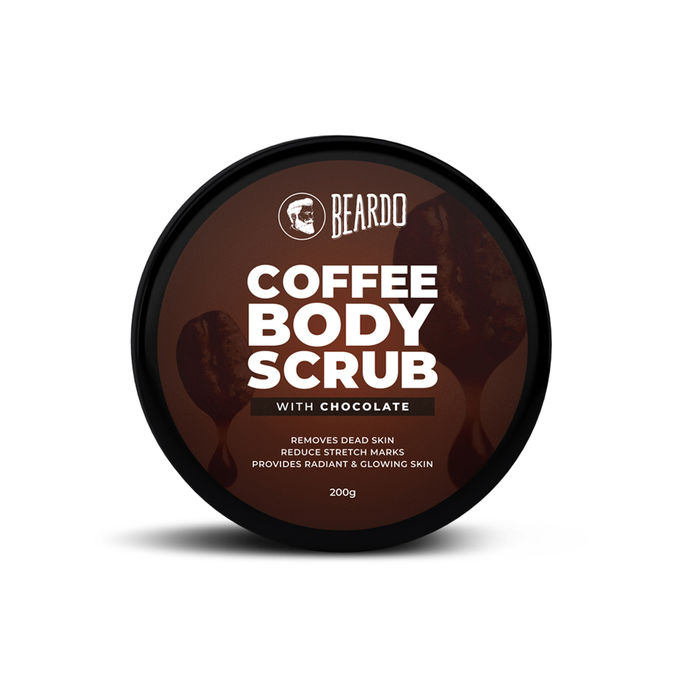 BEARDO
COFFEE
BODY
SCRUB
WITH CHOCOLATE
REMOVES DEAD SKIN
REDUCE STRETCH MARKS
PROVIDES RADIANT & GLOWING SKIN
200g